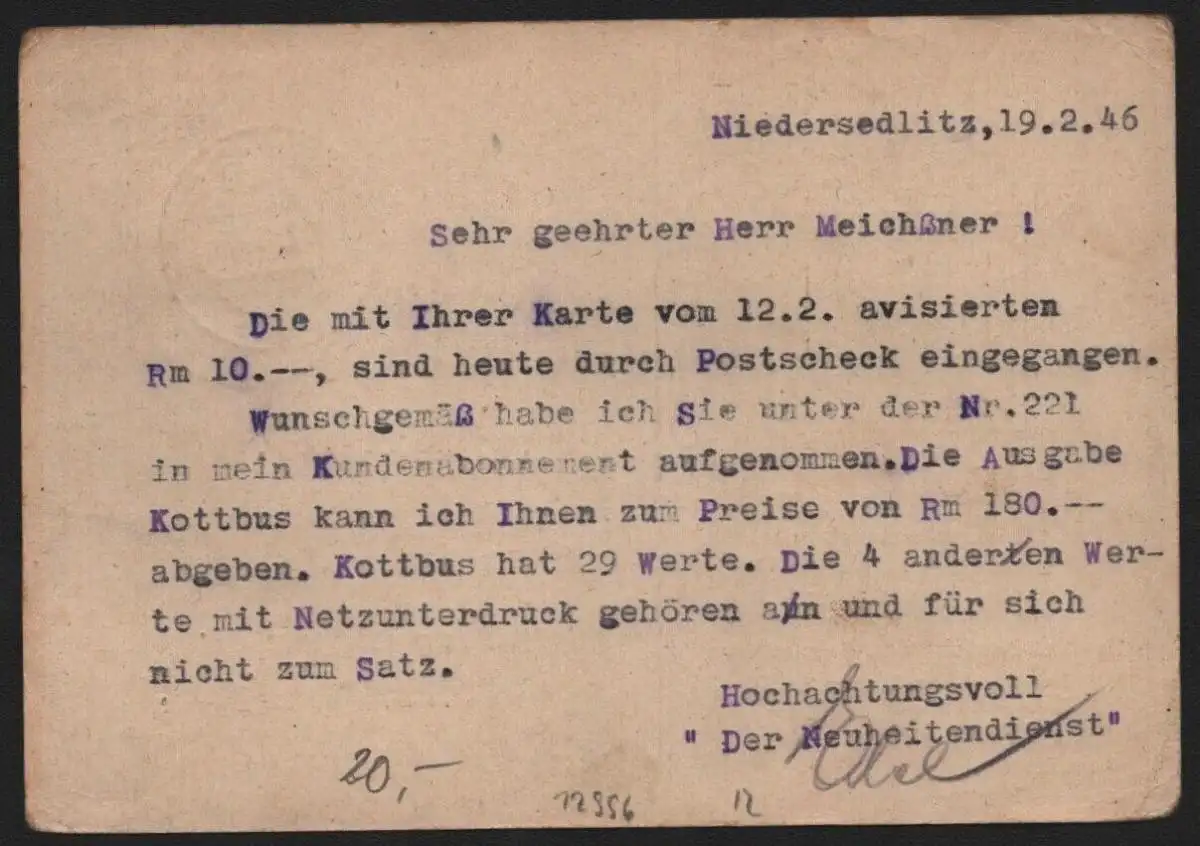 Niedersedlitz,19.2.46
Sehr geehrter Herr Meichßner !
Die mit Ihrer Karte vom 12.2. avisierten
Rm 10.--, sind heute durch Postscheck eingegangen.
Wunschgemäß habe ich Sie unter der Nr.221
in mein Kundenabonnement aufgenommen.Die Ausgabe
Kottbus kann ich Ihnen zum Preise von Rm 180.--
abgeben. Kottbus hat 29 Werte. Die 4 anderen Wer-
te mit Netzunterdruck gehören an und für sich
nicht zum Satz.
Hochachtungsvoll
" Der Neuheitendienst"
20,—
12996 12